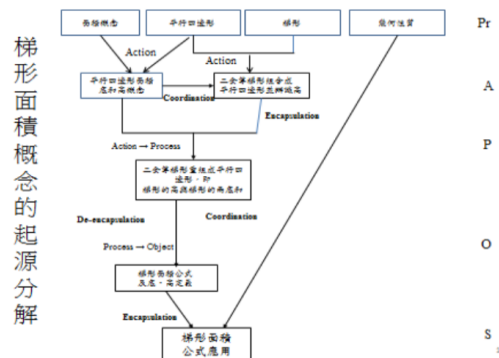 梯形面積概念的起源分解
面積概念
平行四邊形
梯形
幾何性質
Pr
Action
Action
平行四邊形面積
底和高概念
二全等梯形組合成
平行四邊形並辨識高
A
Coordination
Encapsulation
Action → Process
P
二全等梯形重組成平行四
邊形，即
梯形的高與梯形的兩底和
De-encapsulation
Coordination
Process → Object
O
梯形面積公式
及底、高定義
Encapsulation
梯形面積
公式應用
S